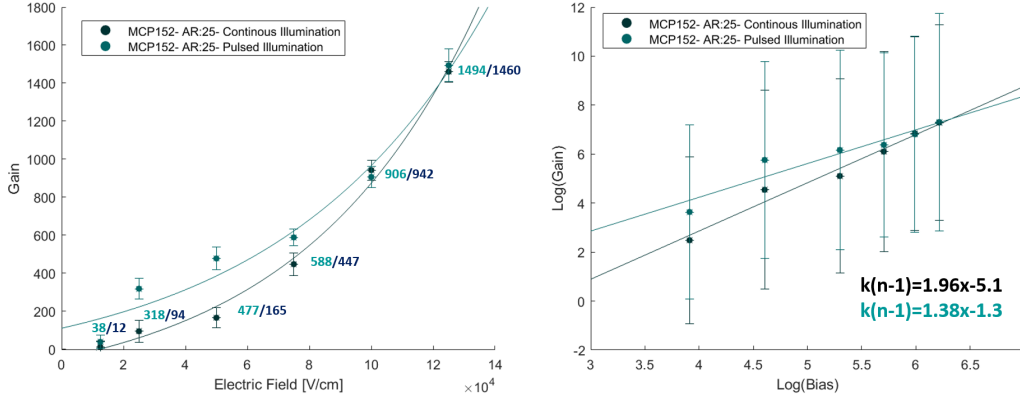 1800
1600
1400
1200
1000
800
600
400
200
0
Gain
MCP152- AR:25- Continous Illumination
MCP152- AR:25- Pulsed Illumination
1494/1460
906/942
588/447
477/165
318/94
38/12
0 2 4 6 8 10 12 14
Electric Field [V/cm]
×10⁴
12
10
8
6
4
2
0
-2
Log(Gain)
MCP152- AR:25- Continous Illumination
MCP152- AR:25- Pulsed Illumination
k(n-1)=1.96x-5.1
k(n-1)=1.38x-1.3
3 3.5 4 4.5 5 5.5 6 6.5
Log(Bias)